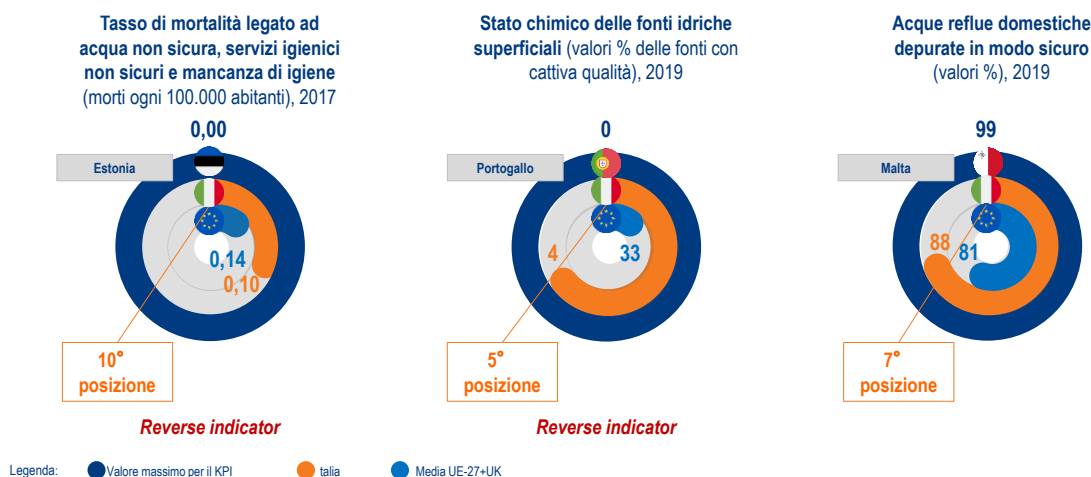 Tasso di mortalità legato ad
acqua non sicura, servizi igienici
non sicuri e mancanza di igiene
(morti ogni 100.000 abitanti), 2017
0,00
Estonia
0,14
0,10
10°
posizione
Reverse indicator
Stato chimico delle fonti idriche
superficiali (valori % delle fonti con
cattiva qualità), 2019
0
Portogallo
4
33
5°
posizione
Reverse indicator
Acque reflue domestiche
depurate in modo sicuro
(valori %), 2019
99
Malta
88
81
7°
posizione
Legenda:
Valore massimo per il KPI
talia
Media UE-27+UK